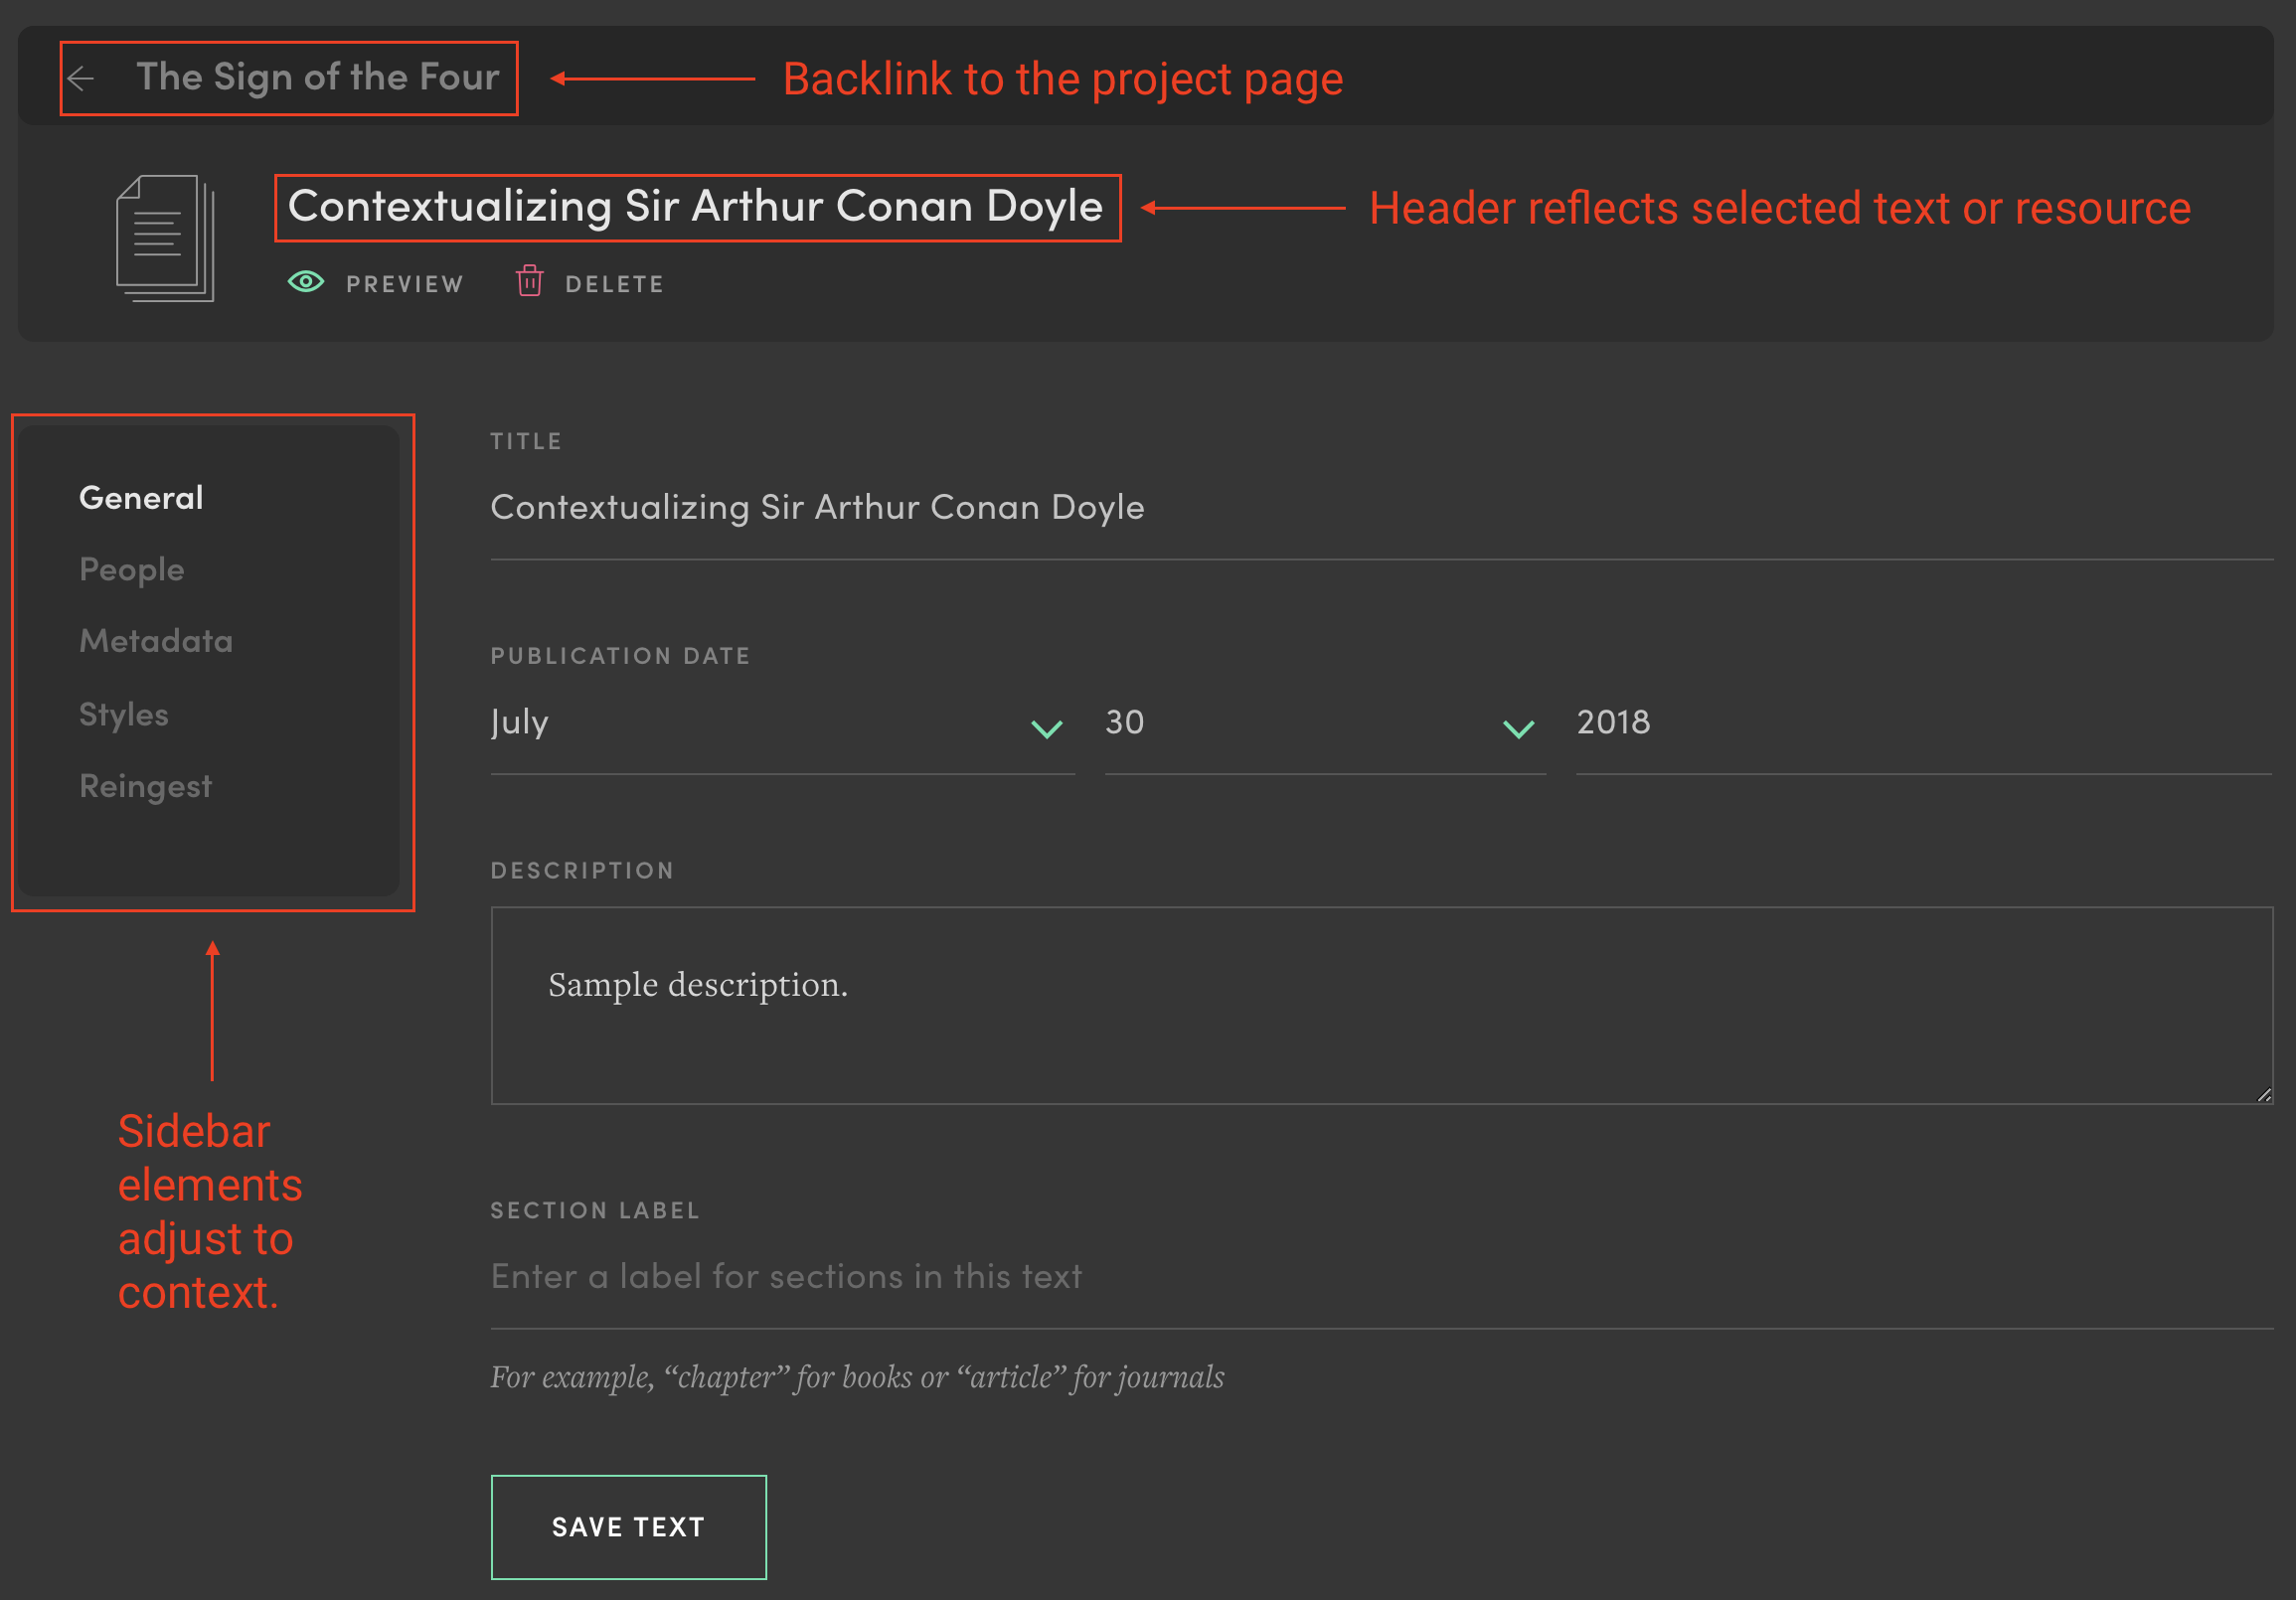 The Sign of the Four
Backlink to the project page
Contextualizing Sir Arthur Conan Doyle
Header reflects selected text or resource
PREVIEW
DELETE
General
People
Metadata
Styles
Reingest
Sidebar
elements
adjust to
context.
TITLE
Contextualizing Sir Arthur Conan Doyle
PUBLICATION DATE
July
30
2018
DESCRIPTION
Sample description.
SECTION LABEL
Enter a label for sections in this text
For example, “chapter” for books or “article” for journals
SAVE TEXT